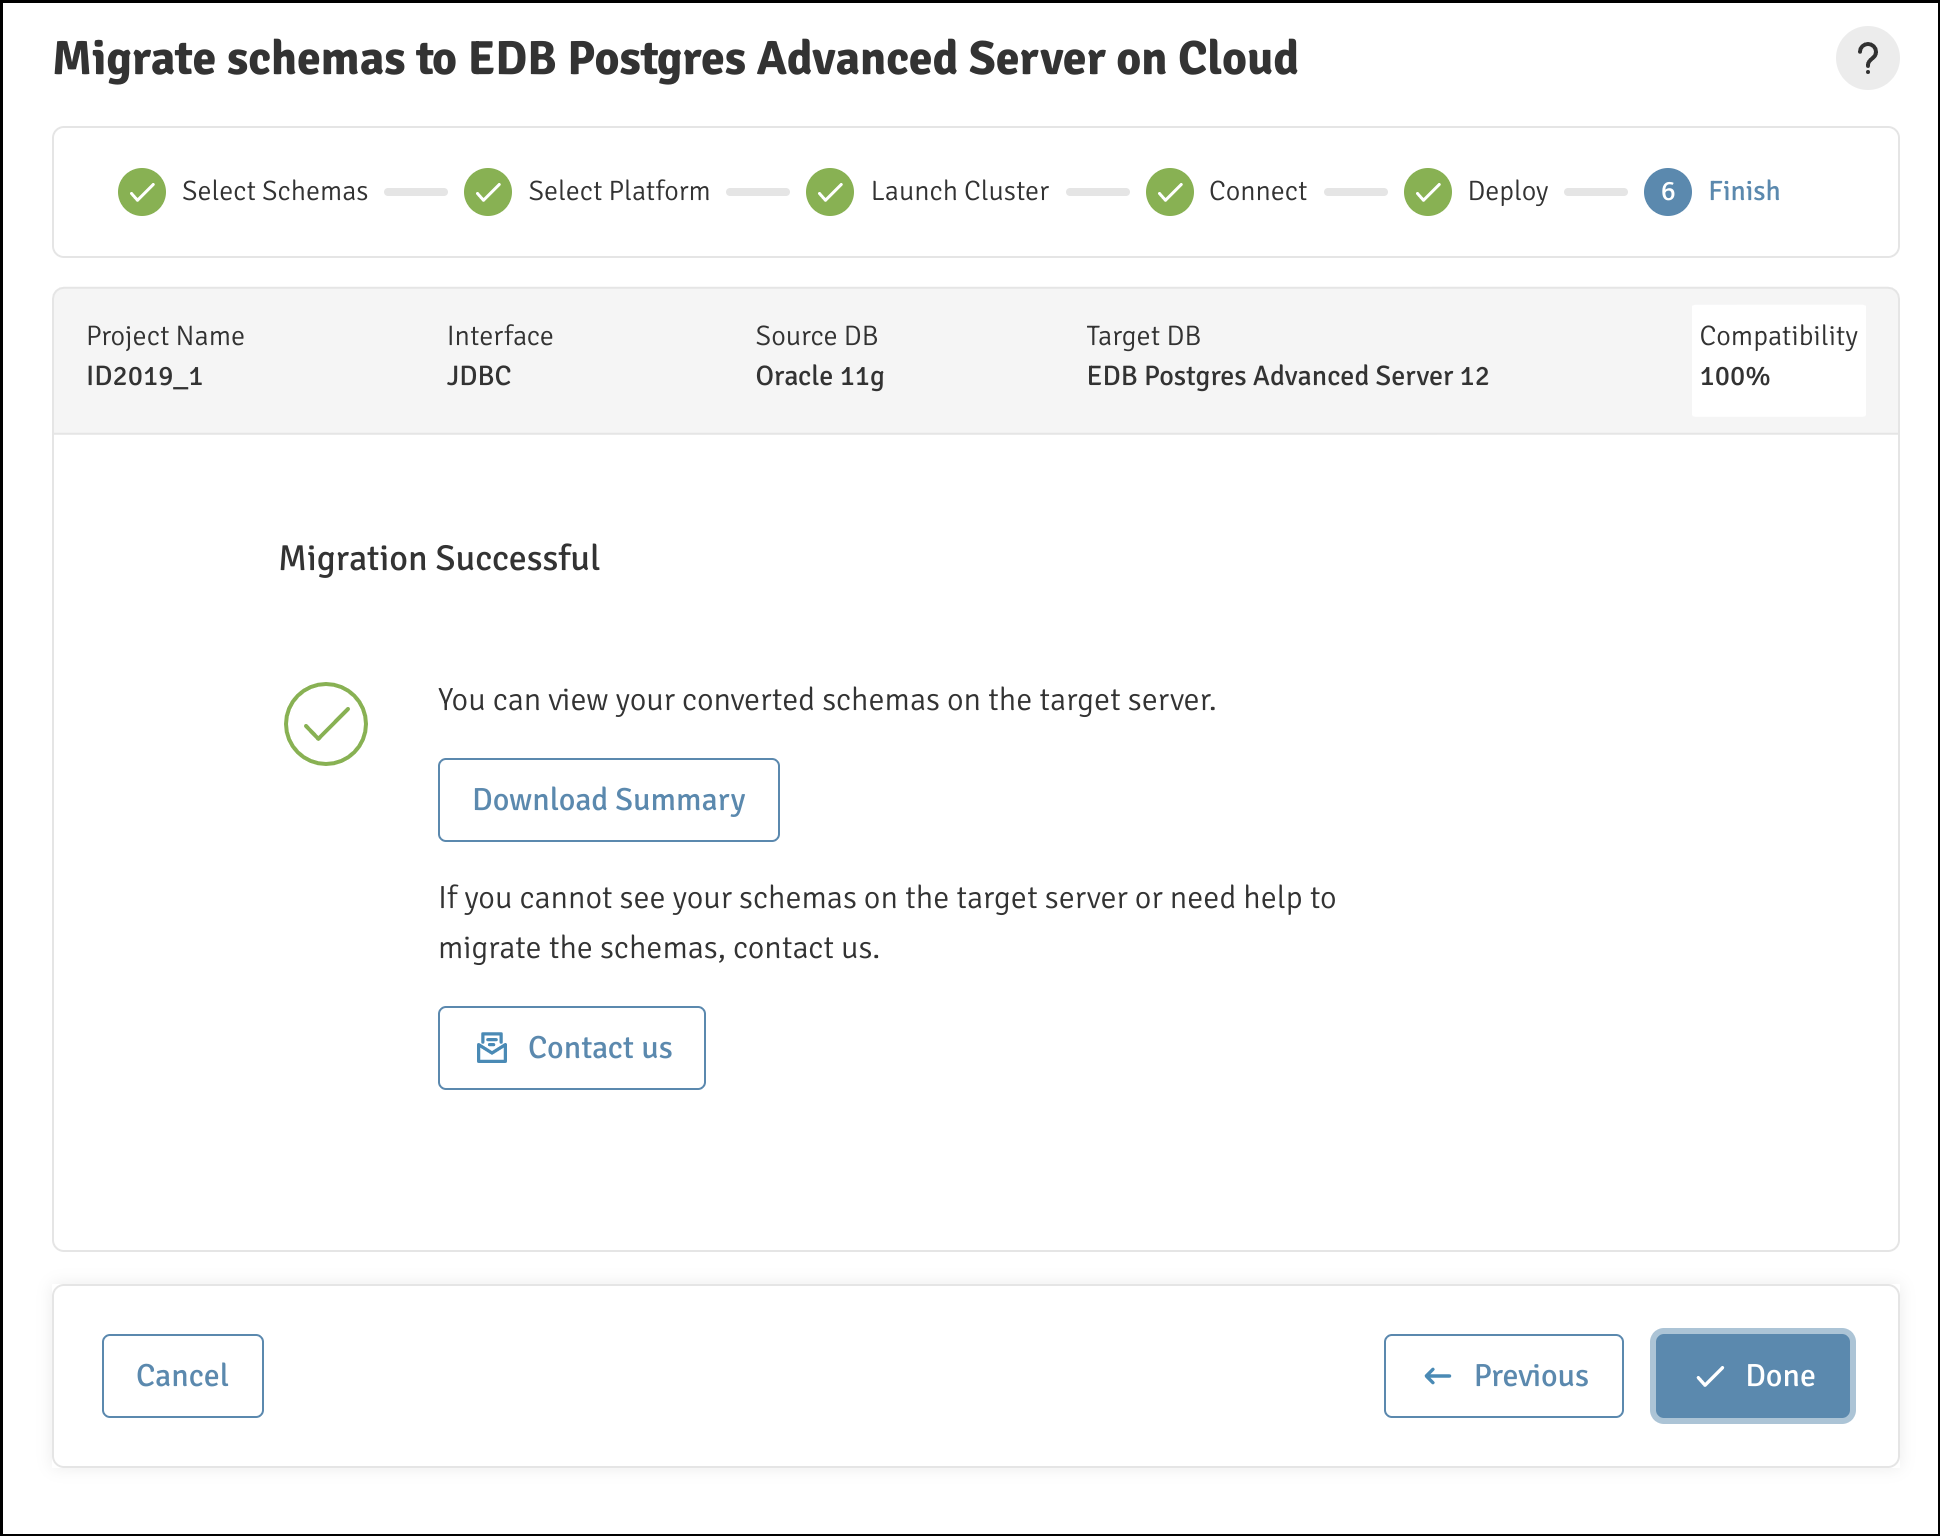 Migrate schemas to EDB Postgres Advanced Server on Cloud
?
Select Schemas
Select Platform
Launch Cluster
Connect
Deploy
6 Finish
Project Name
ID2019_1
Interface
JDBC
Source DB
Oracle 11g
Target DB
EDB Postgres Advanced Server 12
Compatibility
100%
Migration Successful
You can view your converted schemas on the target server.
Download Summary
If you cannot see your schemas on the target server or need help to
migrate the schemas, contact us.
Contact us
Cancel
Previous
Done